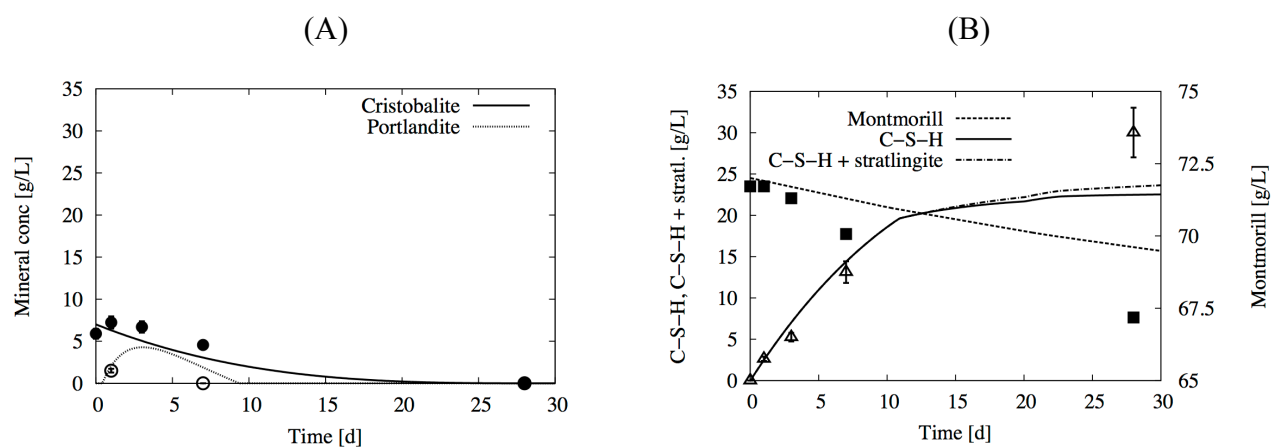 (A)
(B)
35
30
25
20
15
10
5
0
Mineral conc [g/L]
Cristobalite
Portlandite
0 5 10 15 20 25 30
Time [d]
35
30
25
20
15
10
5
0
C−S−H, C−S−H + stratl. [g/L]
Montmorill
C−S−H
C−S−H + stratlingite
75
72.5
70
67.5
65
Montmorill [g/L]
0 5 10 15 20 25 30
Time [d]